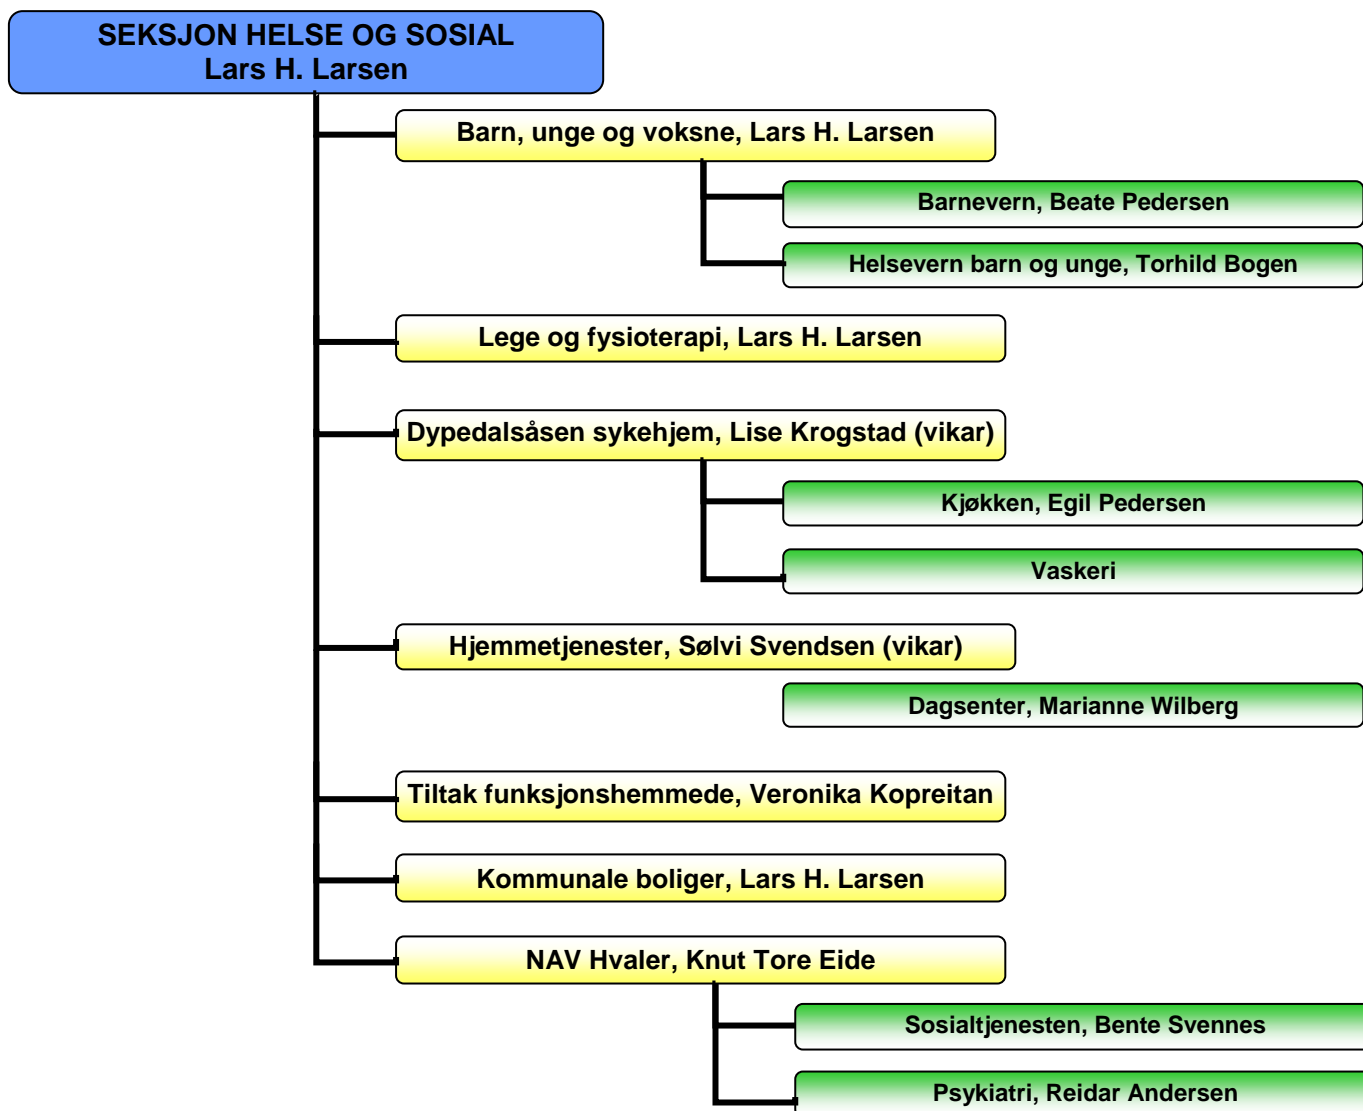 SEKSJON HELSE OG SOSIAL
Lars H. Larsen
Barn, unge og voksne, Lars H. Larsen
Barnevern, Beate Pedersen
Helsevern barn og unge, Torhild Bogen
Lege og fysioterapi, Lars H. Larsen
Dypedalsåsen sykehjem, Lise Krogstad (vikar)
Kjøkken, Egil Pedersen
Vaskeri
Hjemmetjenester, Sølvi Svendsen (vikar)
Dagsenter, Marianne Wilberg
Tiltak funksjonshemmede, Veronika Kopreitan
Kommunale boliger, Lars H. Larsen
NAV Hvaler, Knut Tore Eide
Sosialtjenesten, Bente Svennes
Psykiatri, Reidar Andersen